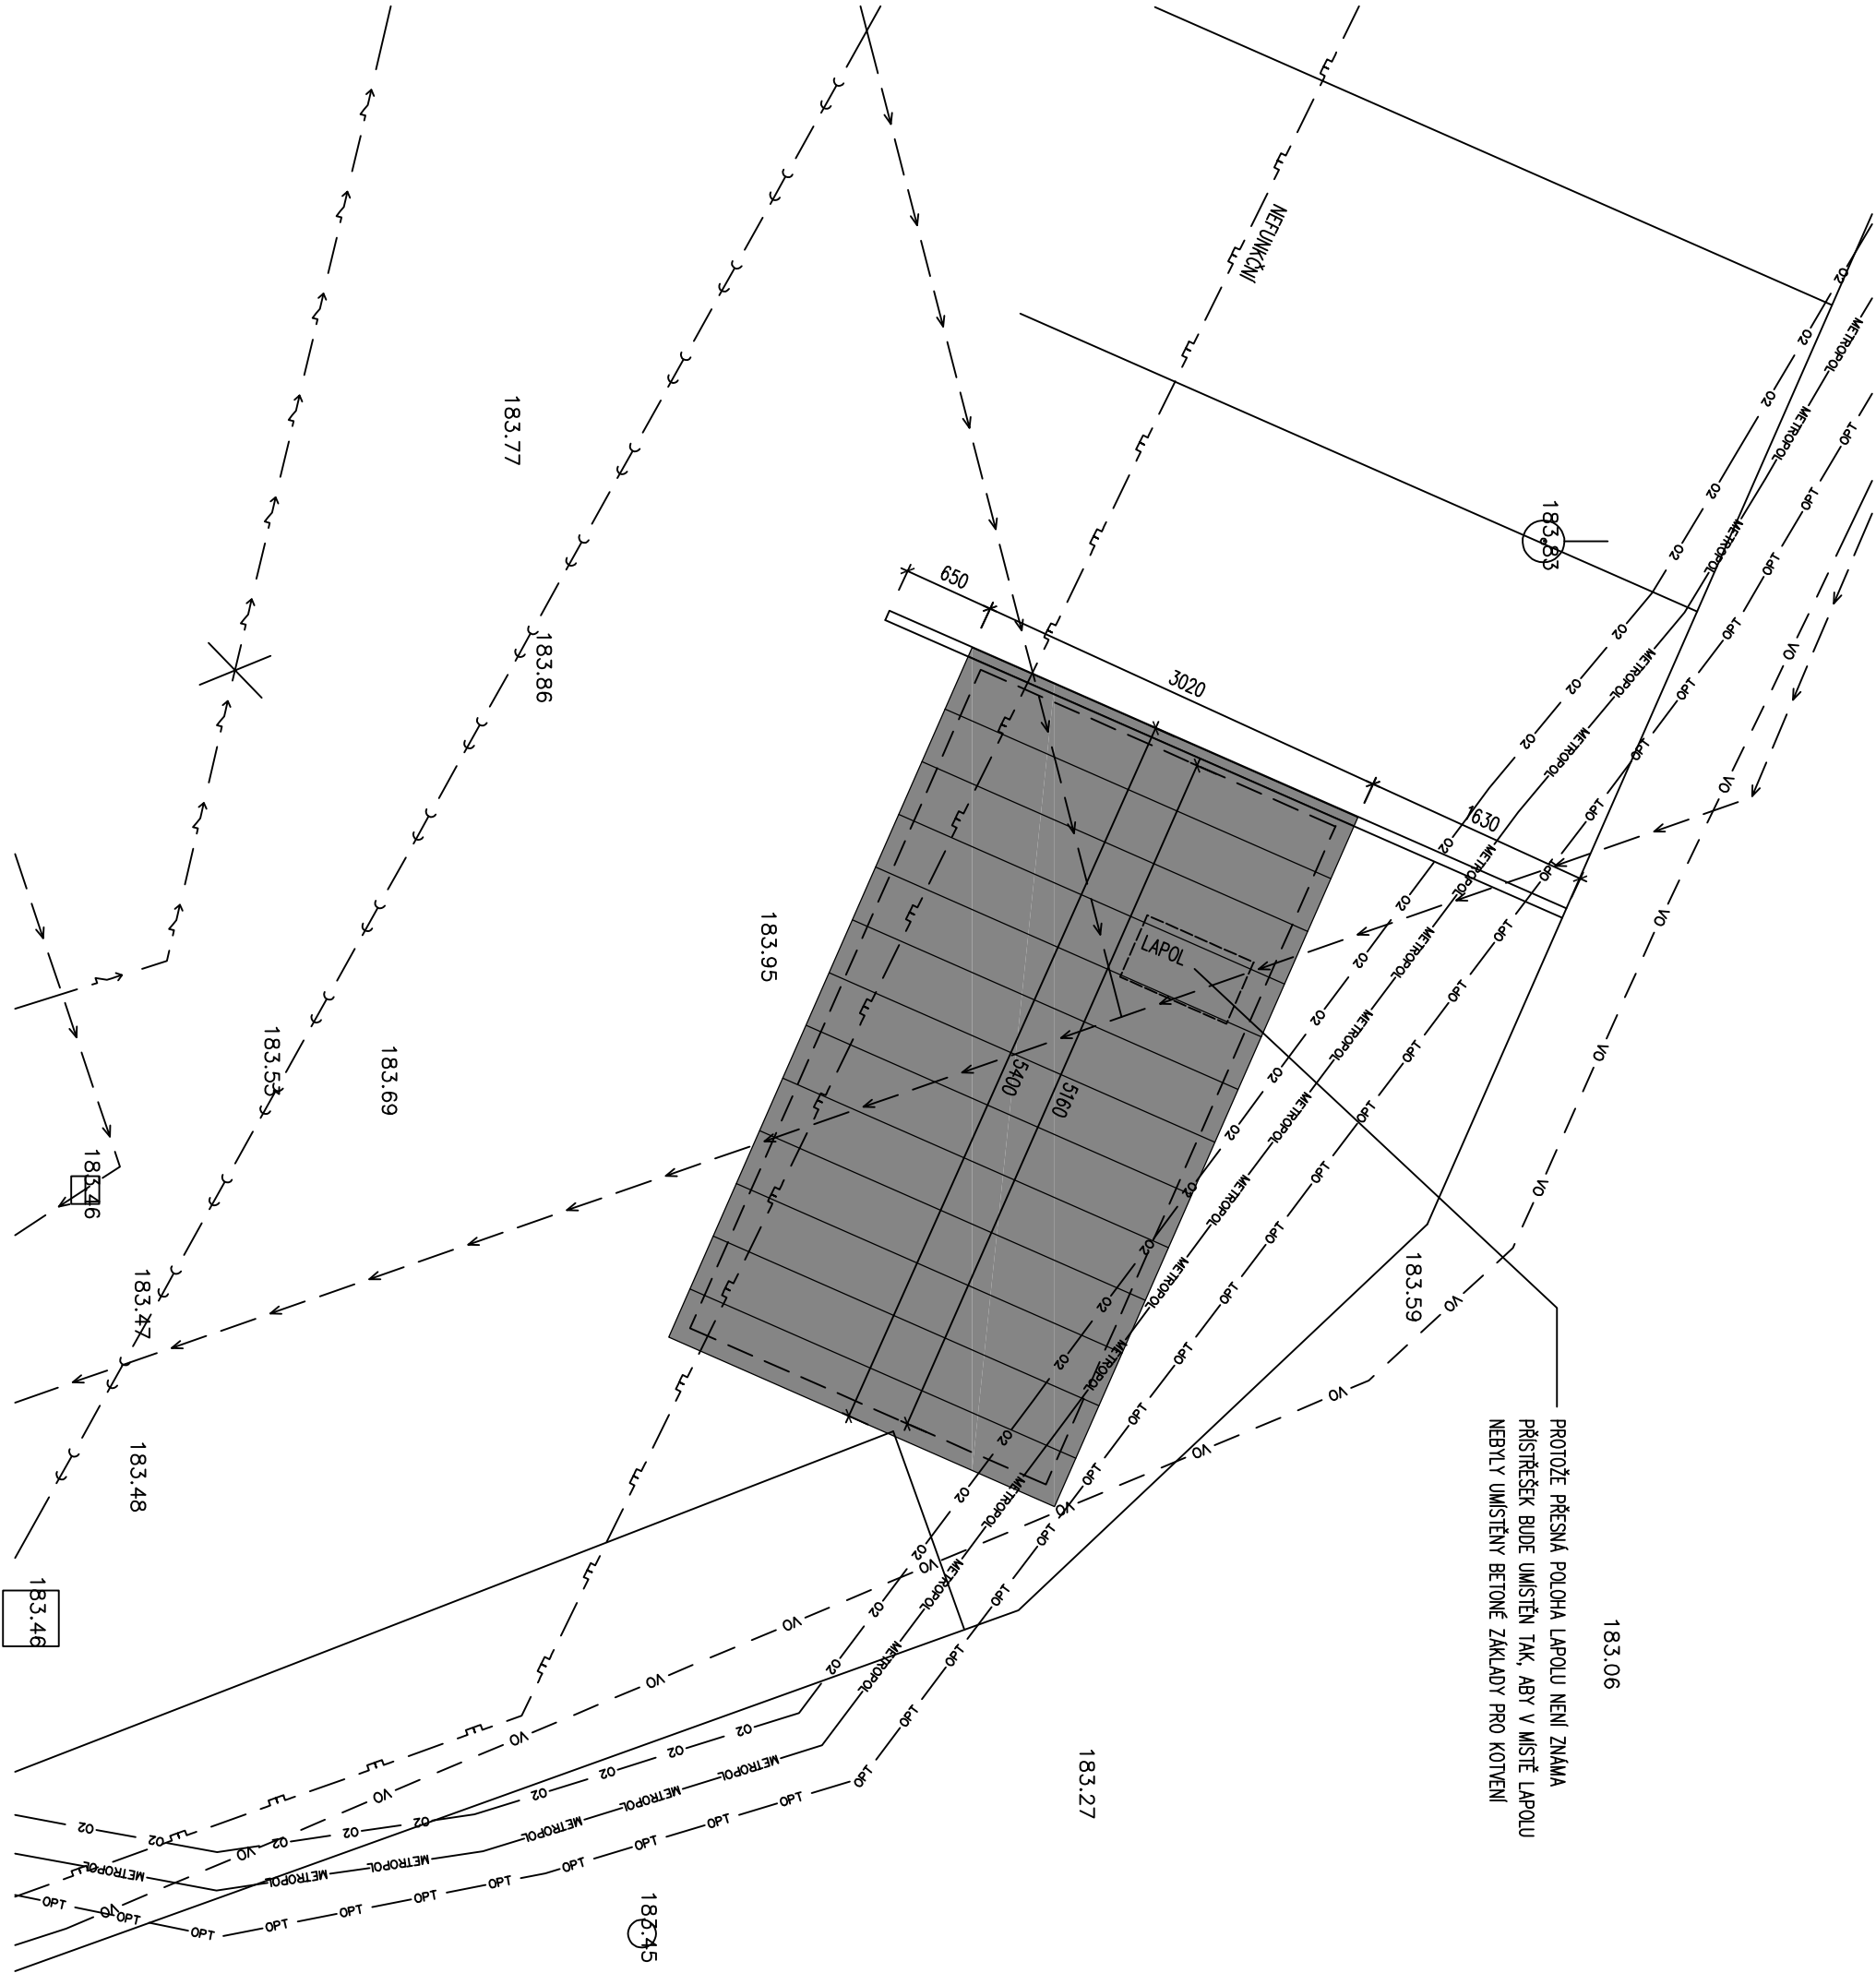 NEFUNKČNÍ
183.77
183.83
183.86
183.95
183.53
183.69
183.46
183.47
183.48
183.46
183.59
183.06
183.27
183.45
650
3020
1630
5400
5160
LAPOL
PROTOŽE PŘESNÁ POLOHA LAPOLU NENÍ ZNÁMA
PŘÍSTŘEŠEK BUDE UMÍSTĚN TAK, ABY V MÍSTĚ LAPOLU
NEBYLY UMÍSTĚNY BETONÉ ZÁKLADY PRO KOTVENÍ
O2
METROPOL
OPT
VO